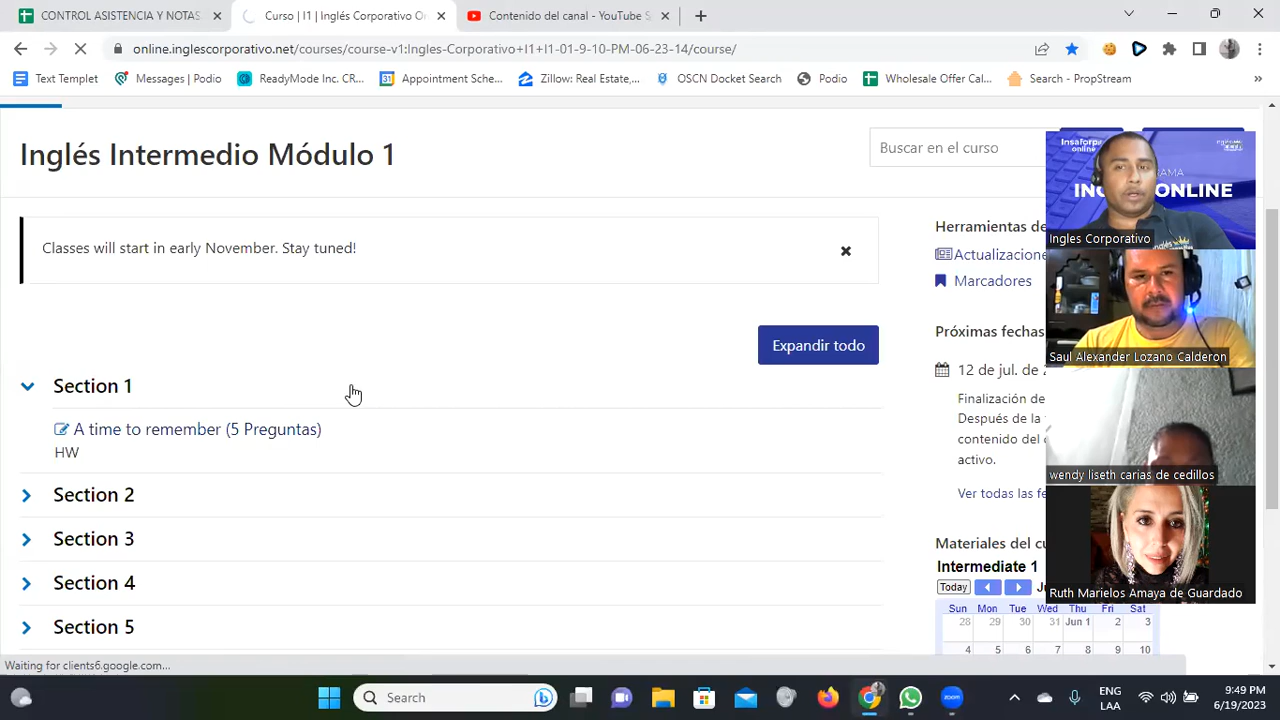 CONTROL ASISTENCIA Y NOTAS
Curso | I1 | Inglés Corporativo On
Contenido del canal - YouTube S
online.inglescorporativo.net/courses/course-v1:Ingles-Corporativo+I1+I1-01-9-10-PM-06-23-14/course/
Text Templet
Messages | Podio
ReadyMode Inc. CR...
Appointment Sche...
Zillow: Real Estate,...
OSCN Docket Search
Podio
Wholesale Offer Cal...
Search - PropStream
»
Inglés Intermedio Módulo 1
Buscar en el curso
Classes will start in early November. Stay tuned!
Expandir todo
Section 1
A time to remember (5 Preguntas)
HW
Section 2
Section 3
Section 4
Section 5
Herramientas de
Actualizacione
Marcadores
Próximas fechas
12 de jul. de 2
Finalización de
Después de la
contenido del c
activo.
Ver todas las fe
Materiales del cu
Intermediate 1
Today
Sun Mon Tue Wed Thu Fri Sat
28 29 30 31 Jun 1 2 3
4 5 6 7 8 9 10
Insaforp
online
RAMA
ONLINE
Ingles Corporativo
Saul Alexander Lozano Calderon
wendy liseth carias de cedillos
Ruth Marielos Amaya de Guardado
Waiting for clients6.google.com...
Search
ENG
LAA
9:49 PM
6/19/2023